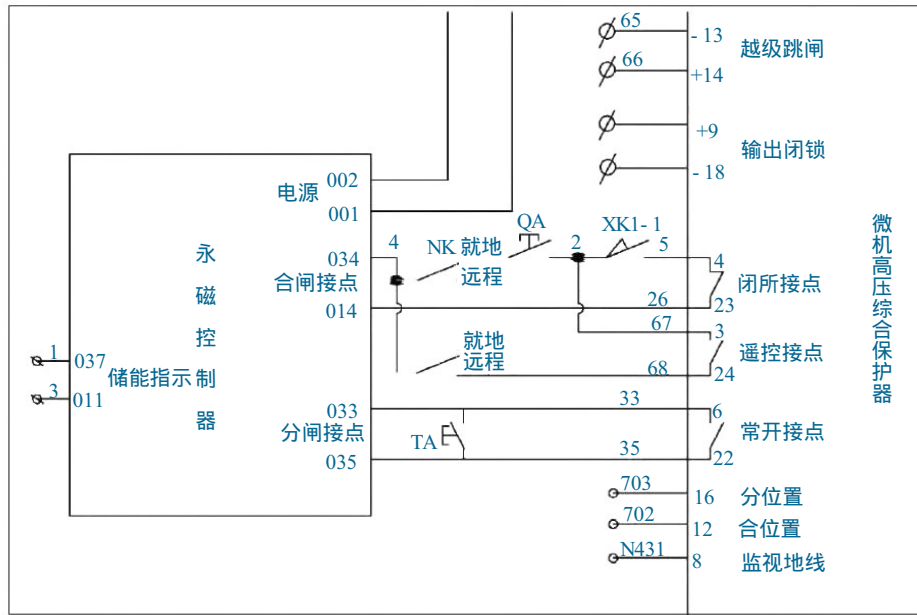 65
- 13
越级跳闸
66
+14
+9
输出闭锁
- 18
002
电源
001
QA
XK1- 1
4
NK
就地
远程
2
5
034
合闸接点
014
4
闭所接点
26
23
67
3
就地
远程
遥控接点
68
24
1
037
储能指示
3
011
永磁控制器
033
分闸接点
035
33
6
TA
常开接点
35
22
703
16
分位置
702
12
合位置
N431
8
监视地线
微机高压综合保护器